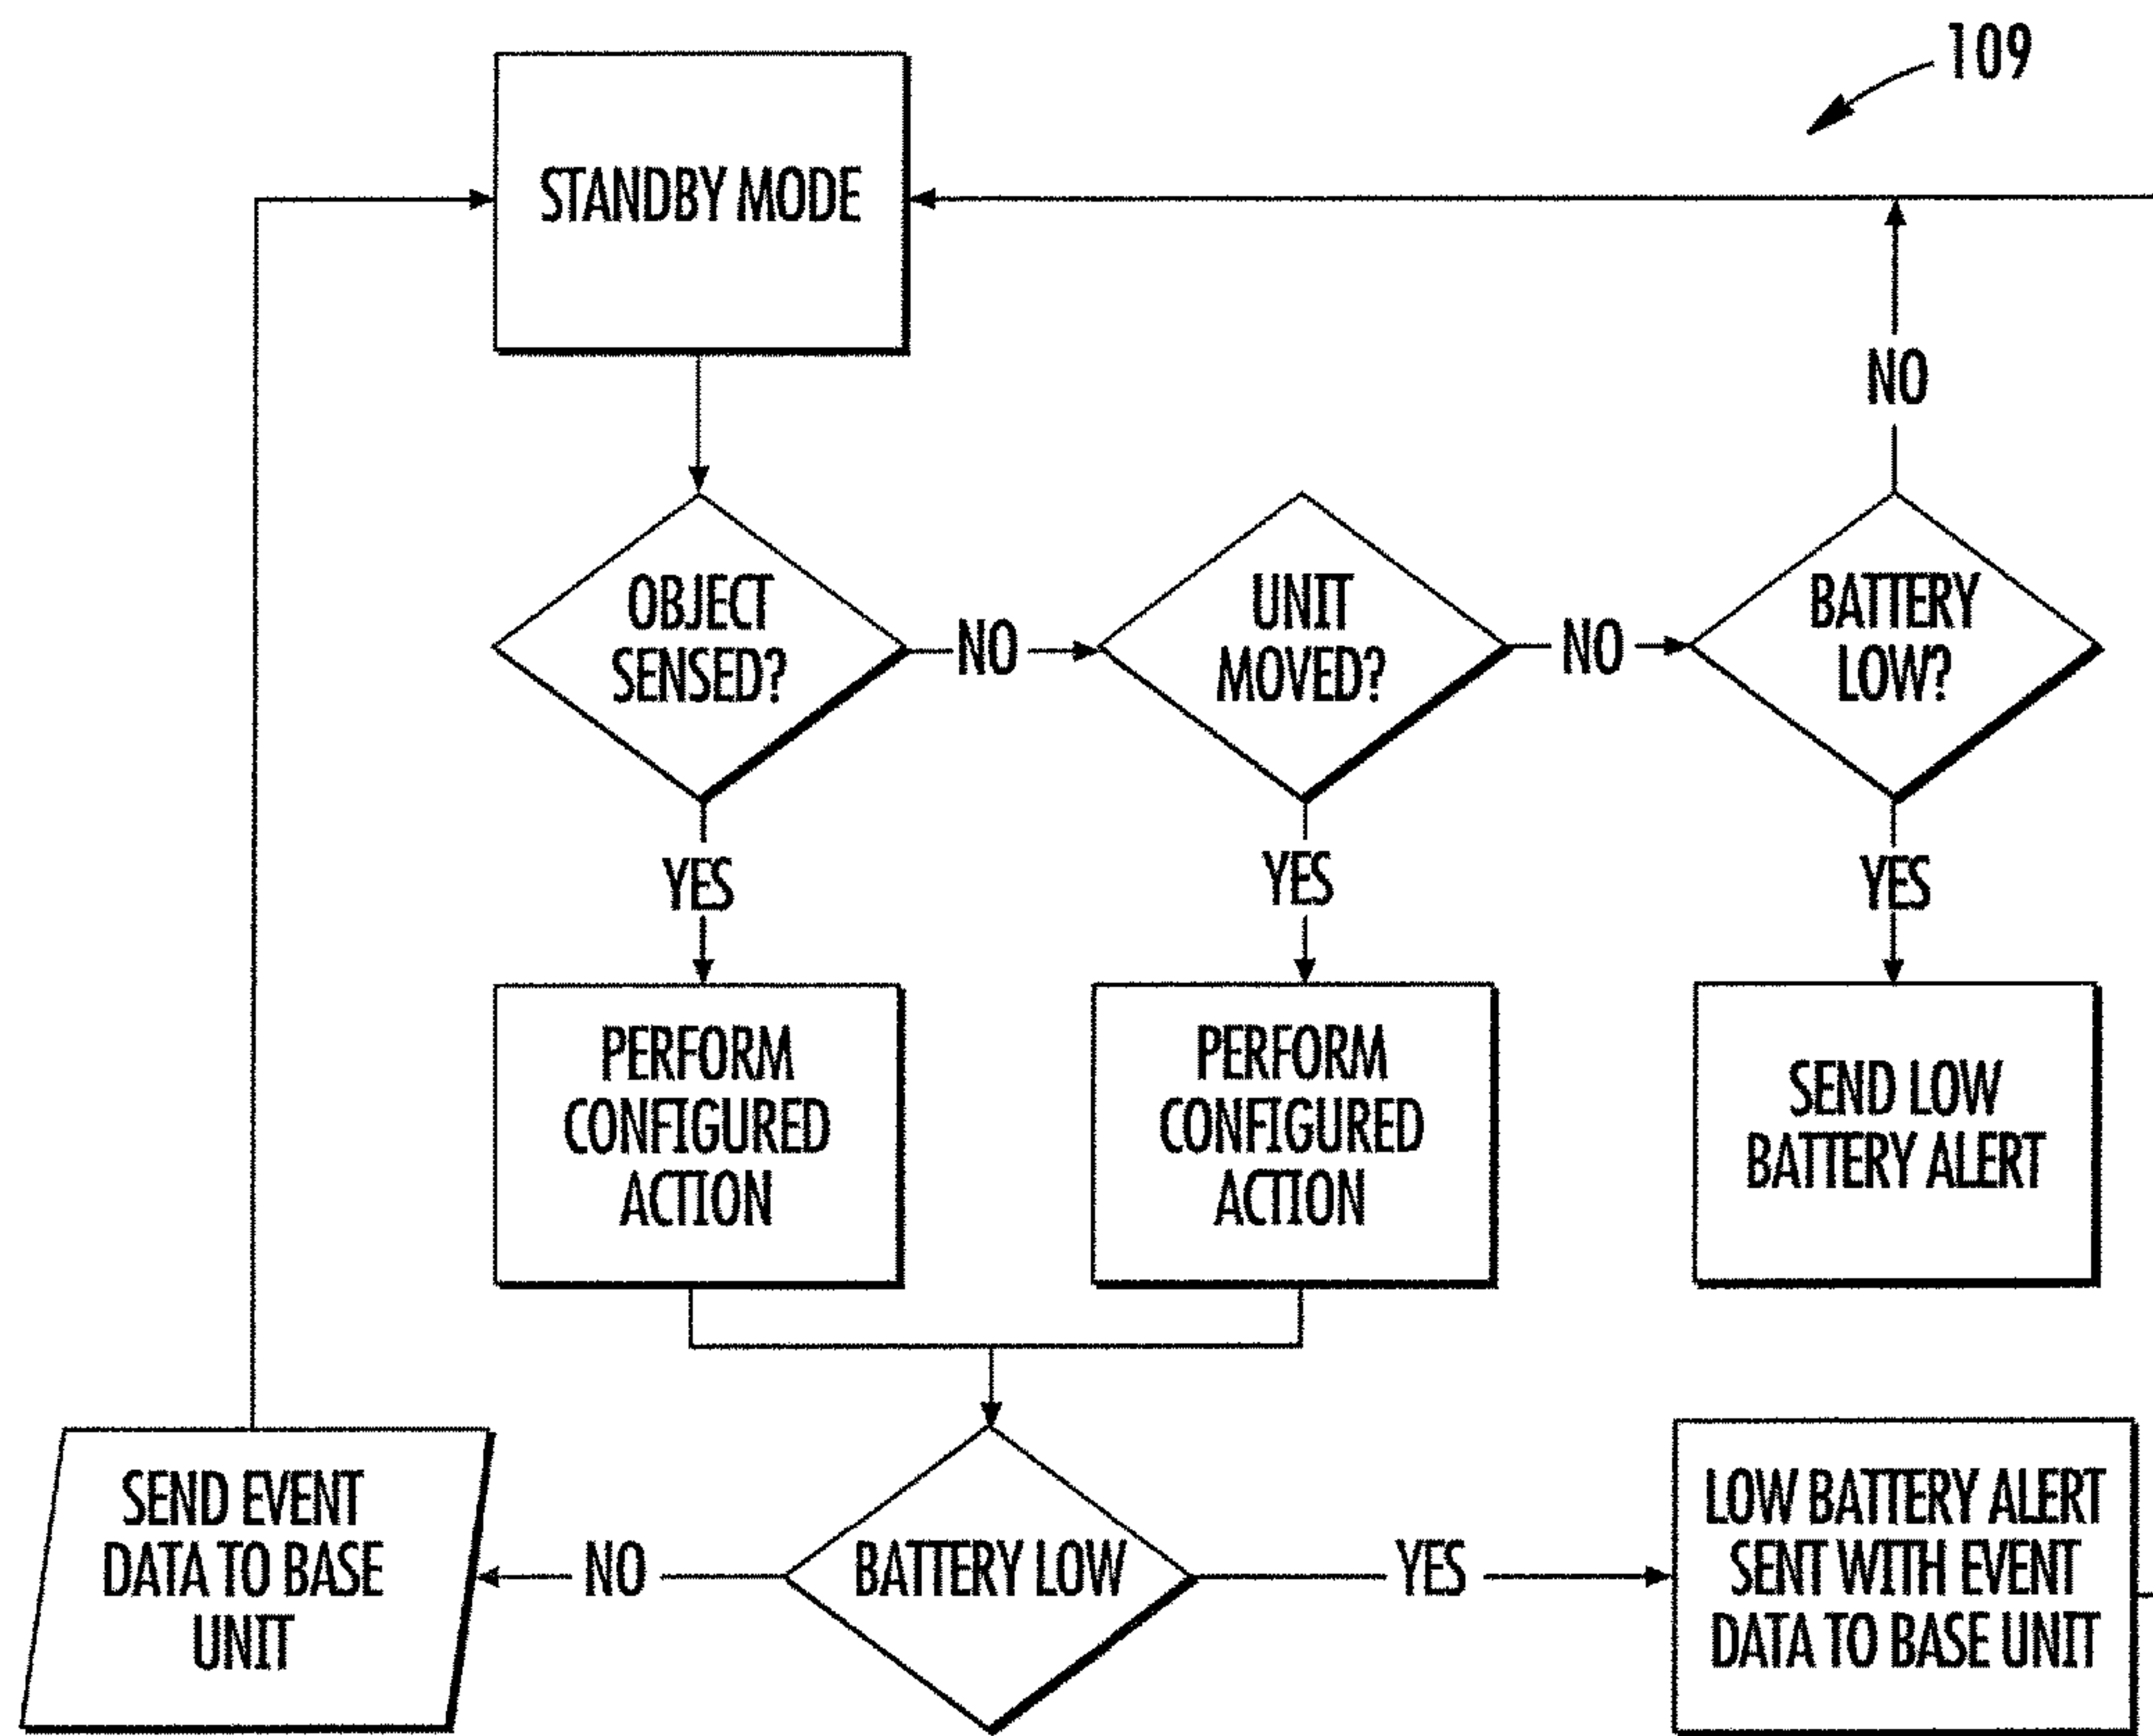 109
STANDBY MODE
NO
OBJECT
SENSED?
NO
UNIT
MOVED?
NO
BATTERY
LOW?
YES
YES
YES
PERFORM
CONFIGURED
ACTION
PERFORM
CONFIGURED
ACTION
SEND LOW
BATTERY ALERT
SEND EVENT
DATA TO BASE
UNIT
NO
BATTERY LOW
YES
LOW BATTERY ALERT
SENT WITH EVENT
DATA TO BASE UNIT